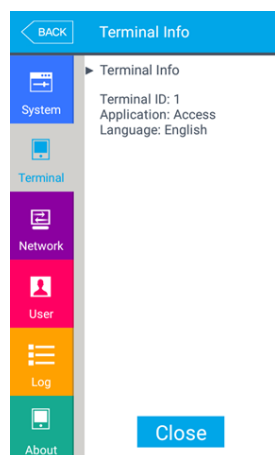 BACK
Terminal Info
System
Terminal
Network
User
Log
About
► Terminal Info
Terminal ID: 1
Application: Access
Language: English
Close